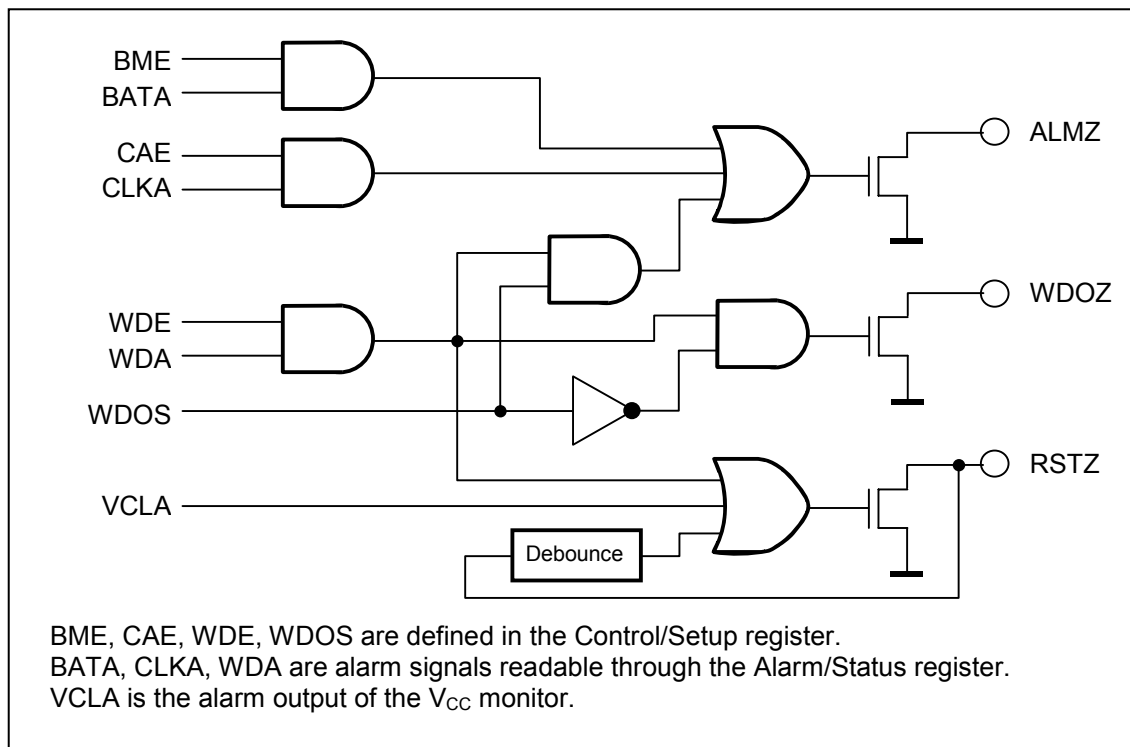 BME
BATA
CAE
CLKA
WDE
WDA
WDOS
VCLA
Debounce
ALMZ
WDOZ
RSTZ
BME, CAE, WDE, WDOS are defined in the Control/Setup register.
BATA, CLKA, WDA are alarm signals readable through the Alarm/Status register.
VCLA is the alarm output of the VCC monitor.